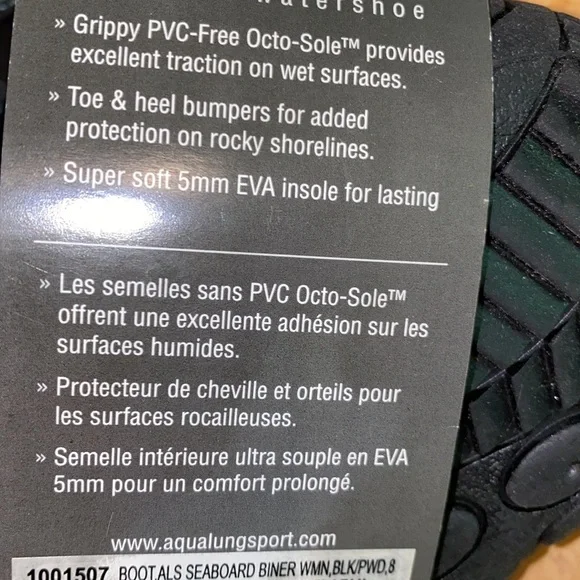 watershoe
» Grippy PVC-Free Octo-Sole™ provides
excellent traction on wet surfaces.
» Toe & heel bumpers for added
protection on rocky shorelines.
» Super soft 5mm EVA insole for lasting
» Les semelles sans PVC Octo-Sole™
offrent une excellente adhésion sur les
surfaces humides.
» Protecteur de cheville et orteils pour
les surfaces rocailleuses.
» Semelle intérieure ultra souple en EVA
5mm pour un comfort prolongé.
www.aqualungsport.com
1001507 BOOT,ALS SEABOARD BINER WMN,BLK/PWD,8